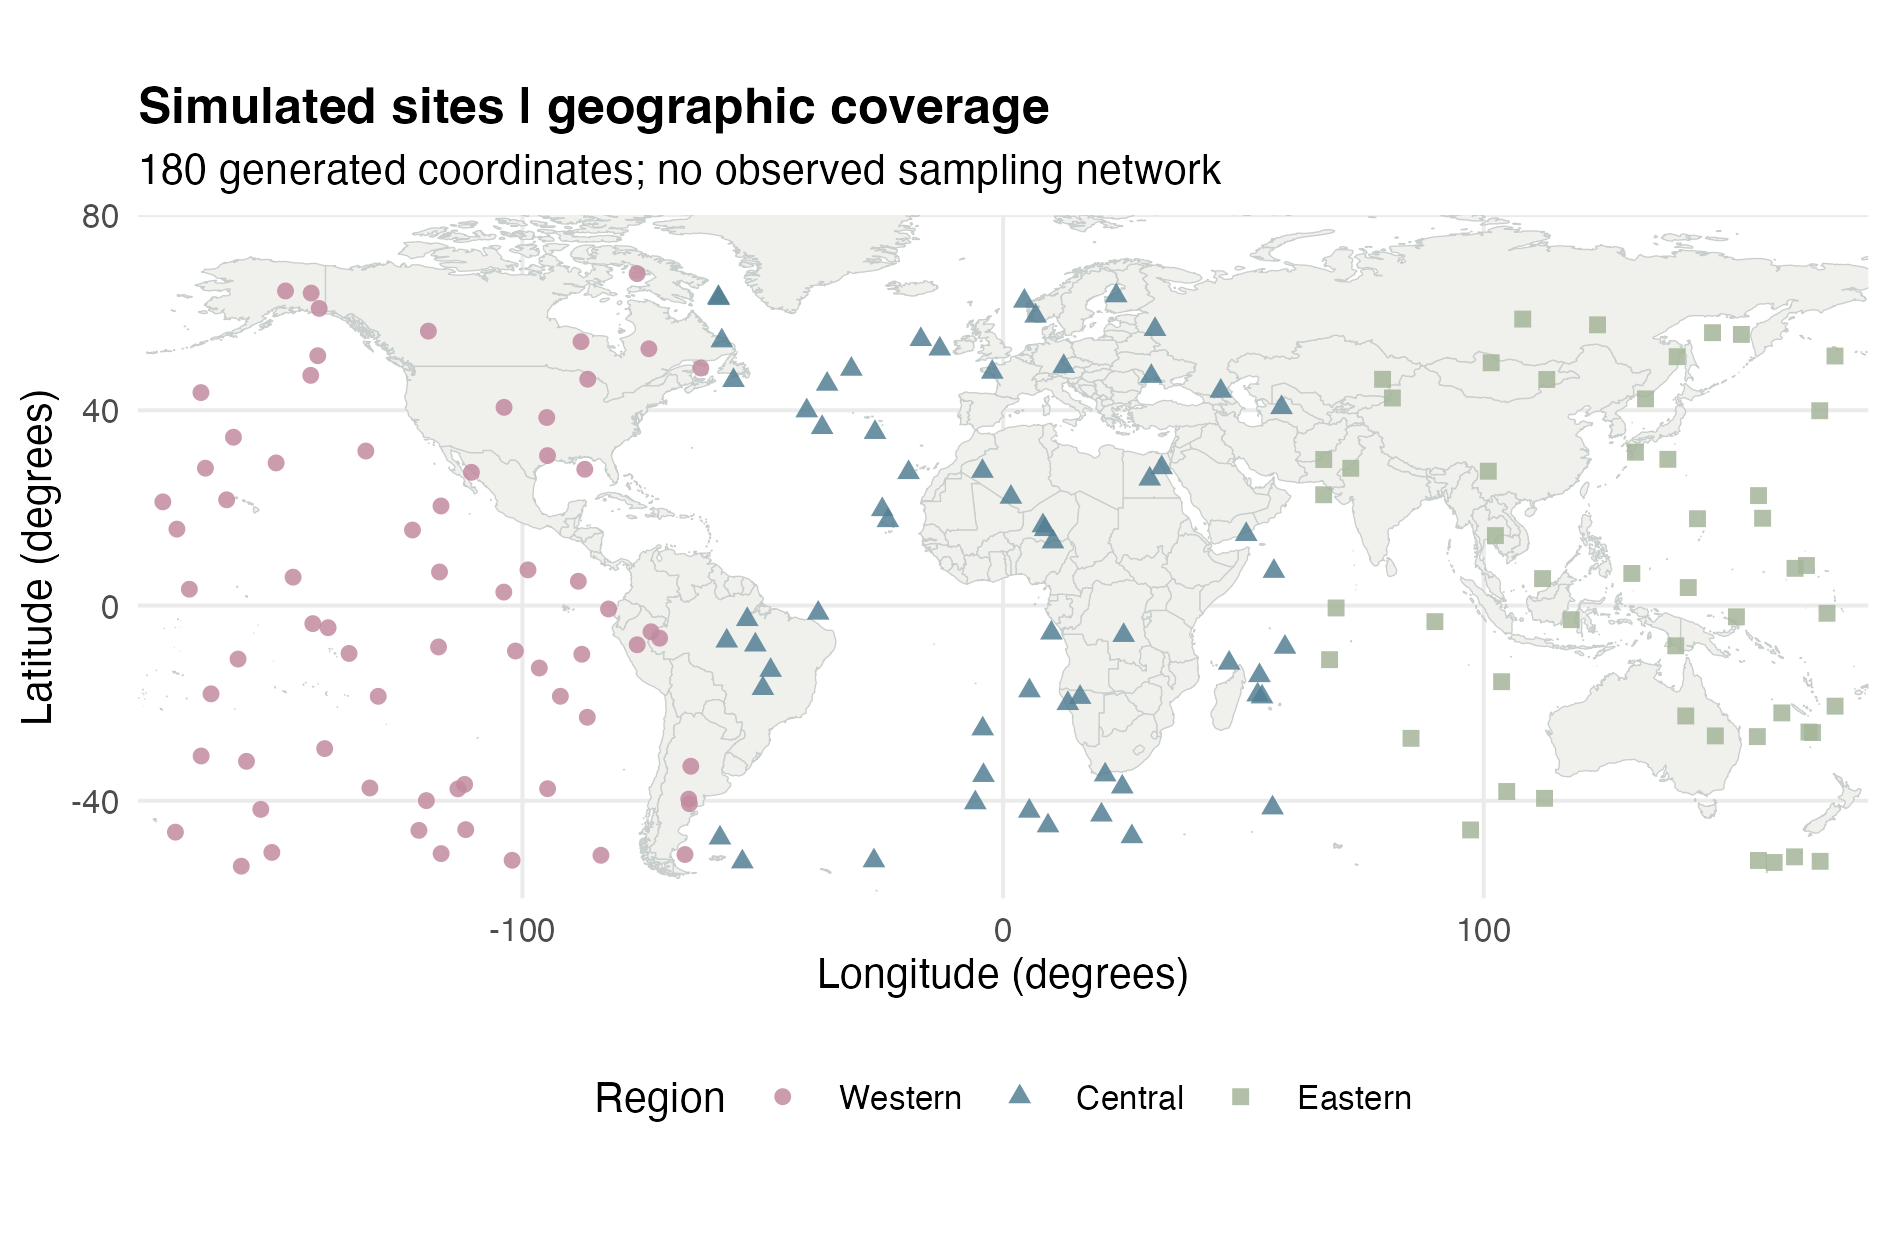 Simulated sites | geographic coverage
180 generated coordinates; no observed sampling network
80
40
0
-40
Latitude (degrees)
-100
0
100
Longitude (degrees)
Region
Western
Central
Eastern